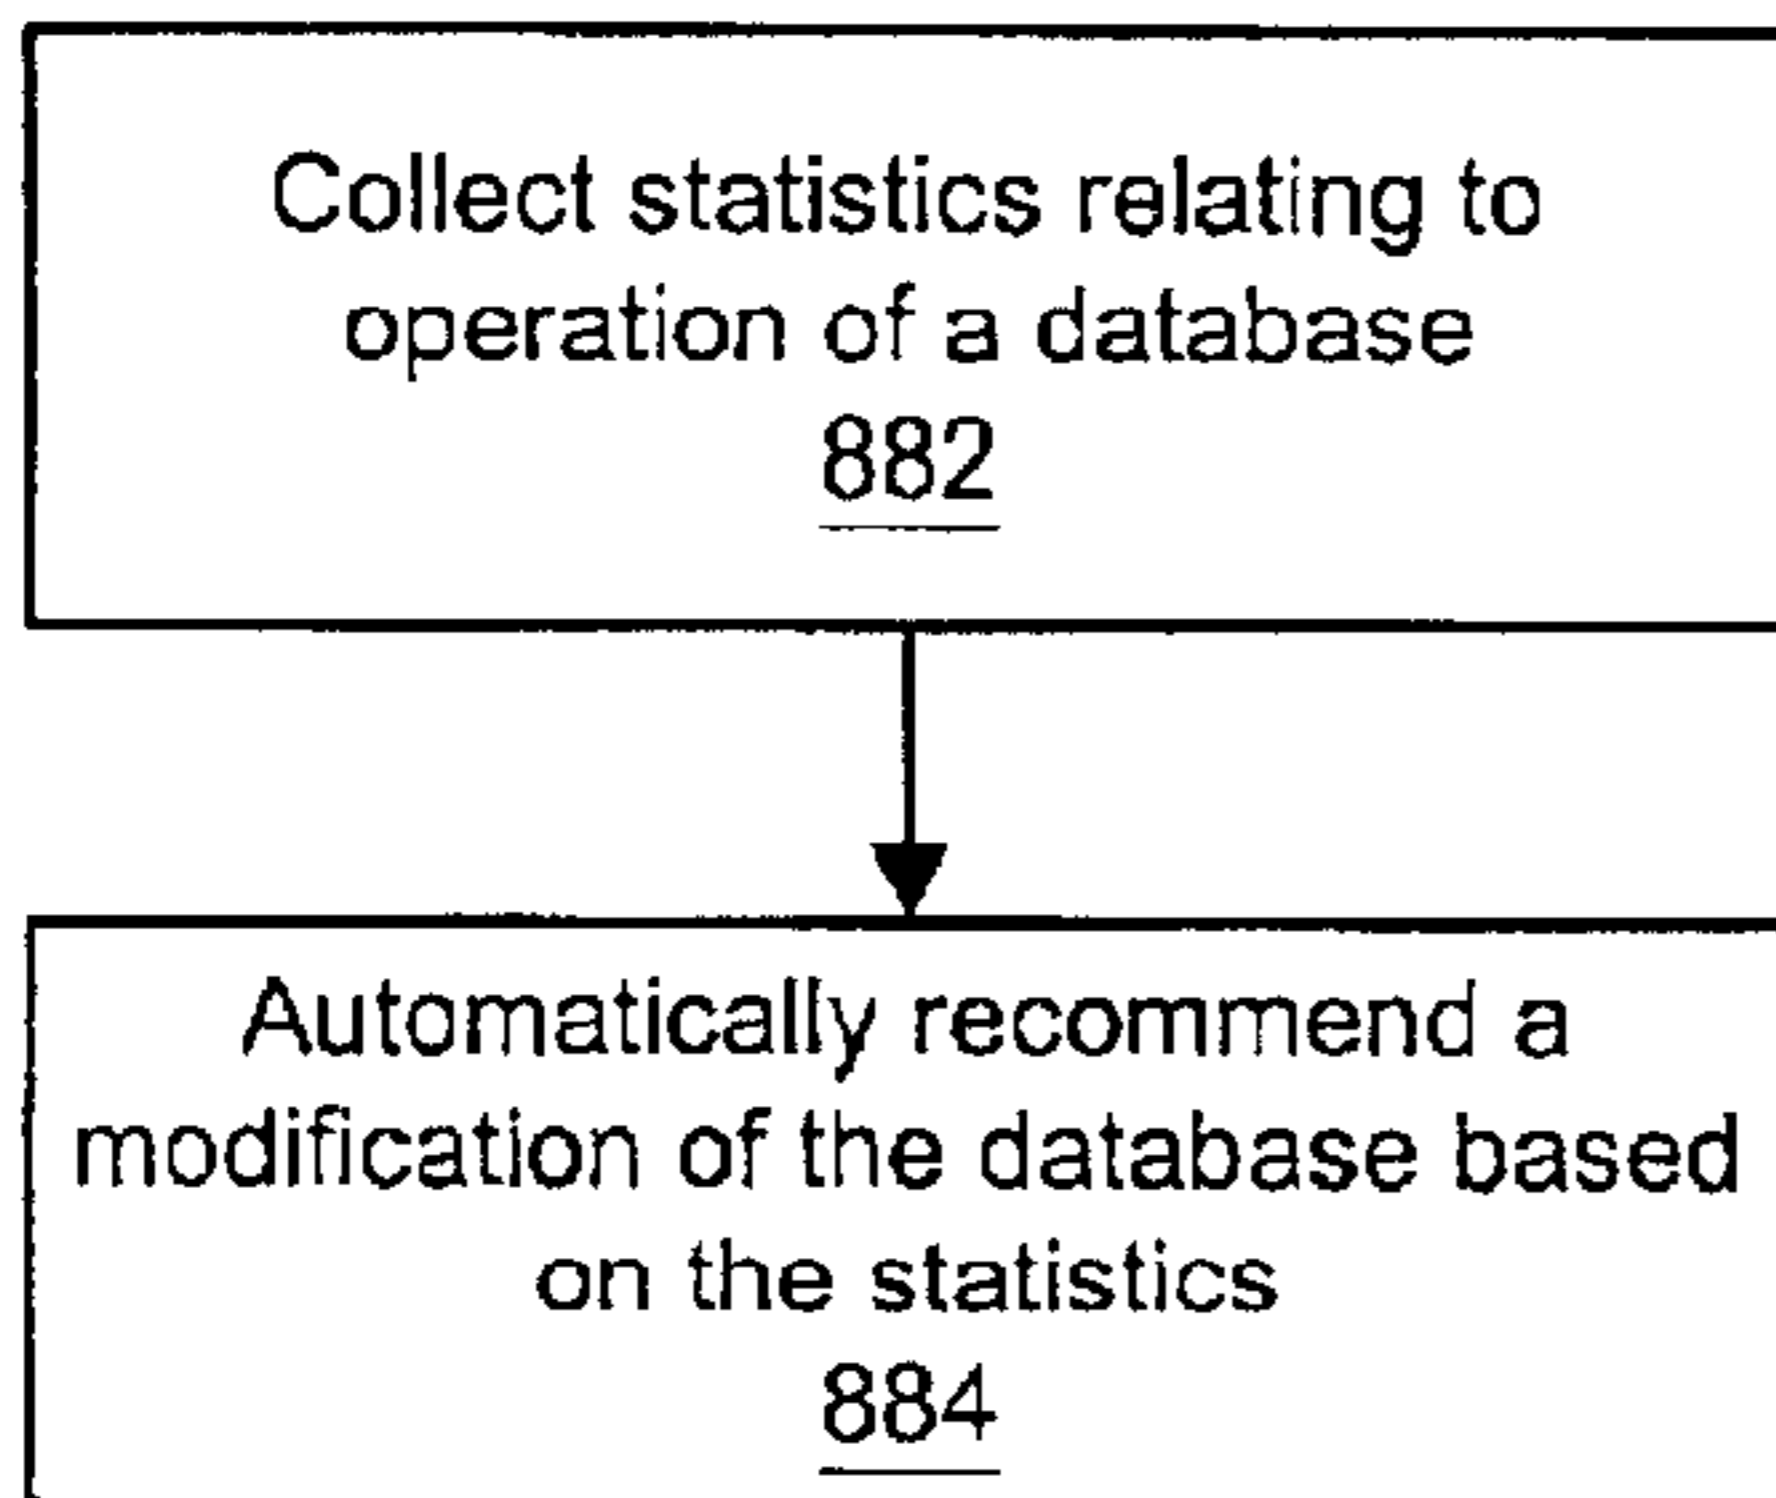 Collect statistics relating to
operation of a database
882
Automatically recommend a
modification of the database based
on the statistics
884